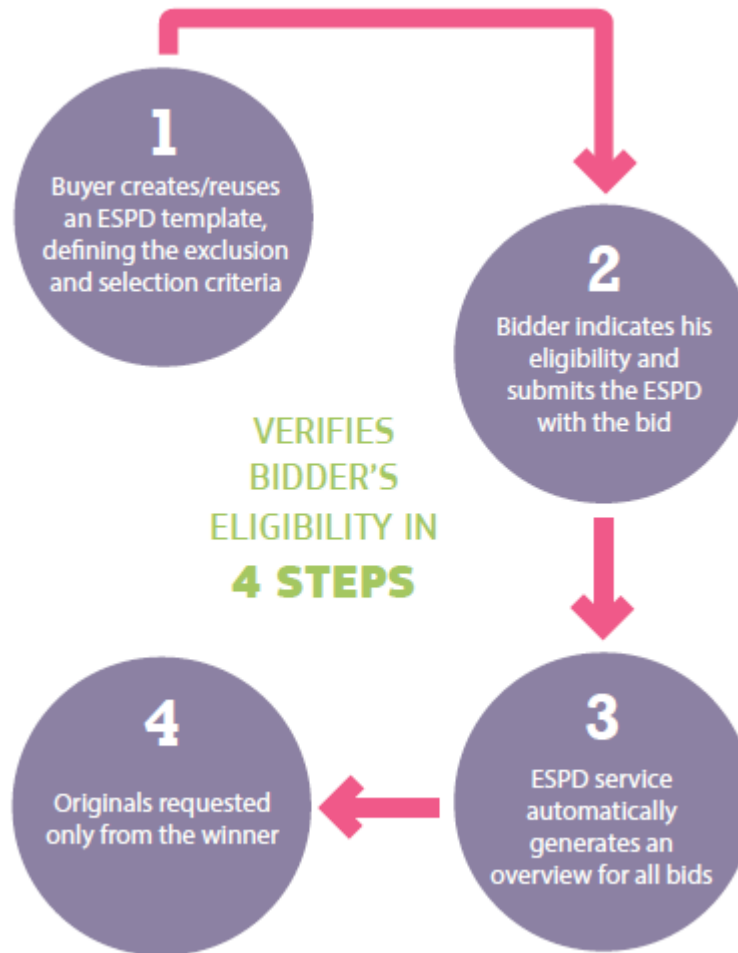 1
Buyer creates/reuses
an ESPD template,
defining the exclusion
and selection criteria
2
Bidder indicates his
eligibility and
submits the ESPD
with the bid
VERIFIES
BIDDER'S
ELIGIBILITY IN
4 STEPS
3
ESPD service
automatically
generates an
overview for all bids
4
Originals requested
only from the winner